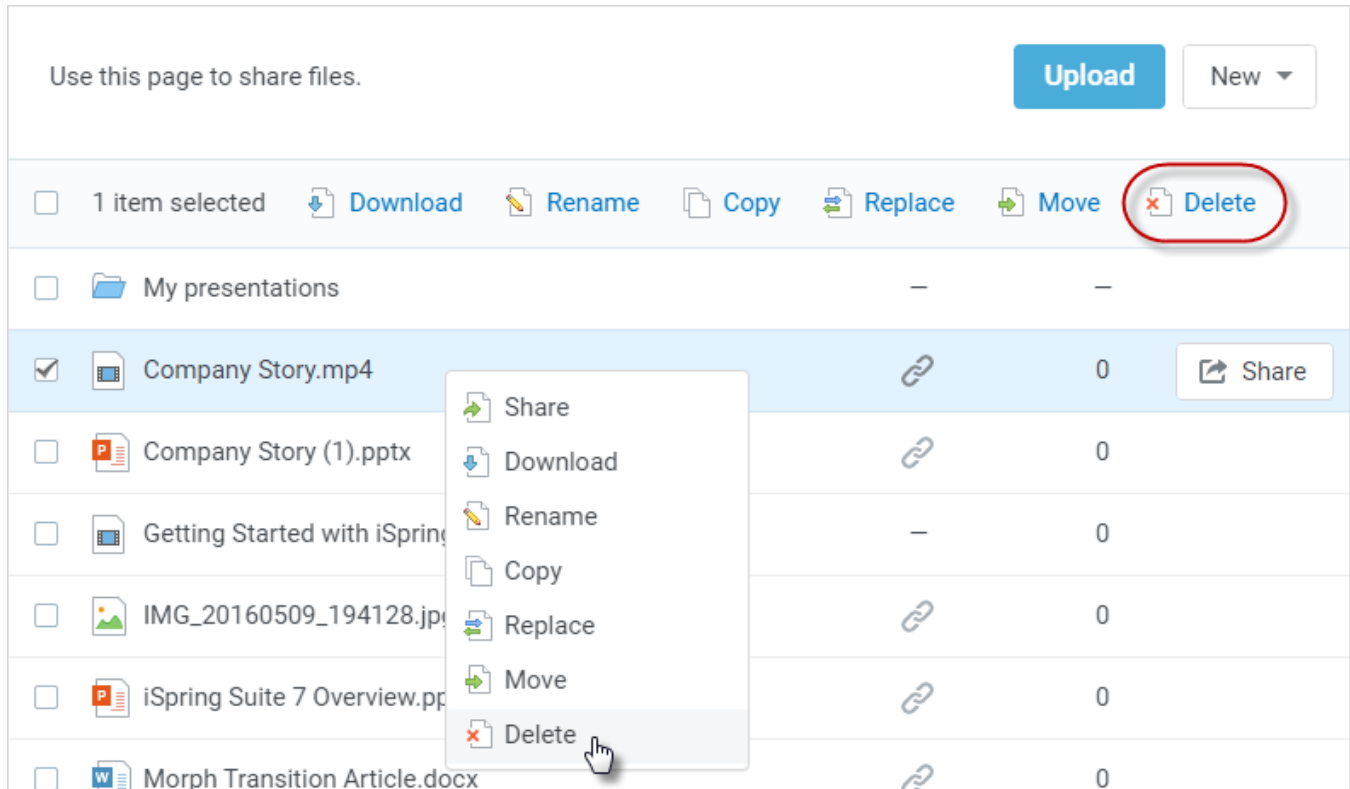 Use this page to share files.
Upload
New
1 item selected Download Rename Copy Replace Move Delete
My presentations — —
Company Story.mp4 0 Share
Share
Company Story (1).pptx 0
Download
Rename
Getting Started with iSpring — 0
Copy
IMG_20160509_194128.jp 0
Replace
Move
iSpring Suite 7 Overview.pp 0
Delete
Morph Transition Article.docx 0